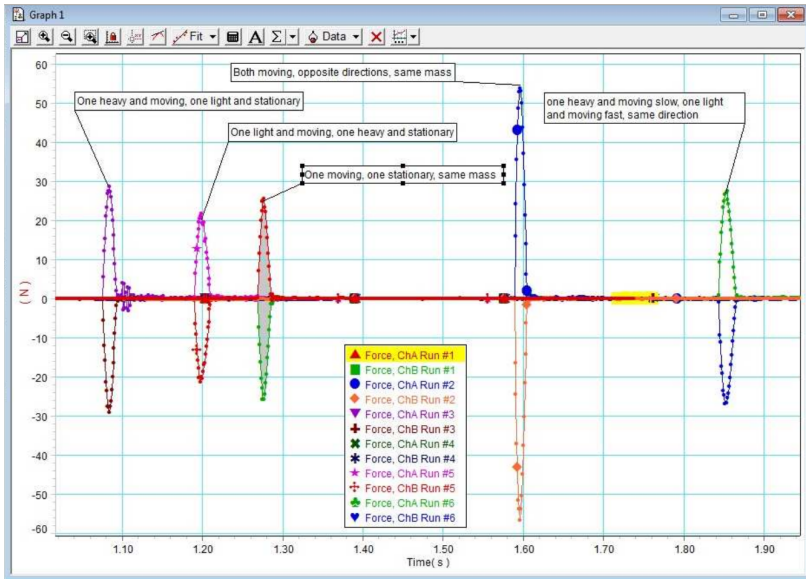 Graph 1
Fit
A
Σ
Data
Both moving, opposite directions, same mass
One heavy and moving, one light and stationary
one heavy and moving slow, one light
and moving fast, same direction
One light and moving, one heavy and stationary
One moving, one stationary, same mass
60
50
40
30
20
10
0
-10
-20
-30
-40
-50
-60
( N )
Force, ChA Run #1
Force, ChB Run #1
Force, ChA Run #2
Force, ChB Run #2
Force, ChA Run #3
Force, ChB Run #3
Force, ChA Run #4
Force, ChB Run #4
Force, ChA Run #5
Force, ChB Run #5
Force, ChA Run #6
Force, ChB Run #6
1.10
1.20
1.30
1.40
1.50
1.60
1.70
1.80
1.90
Time( s )